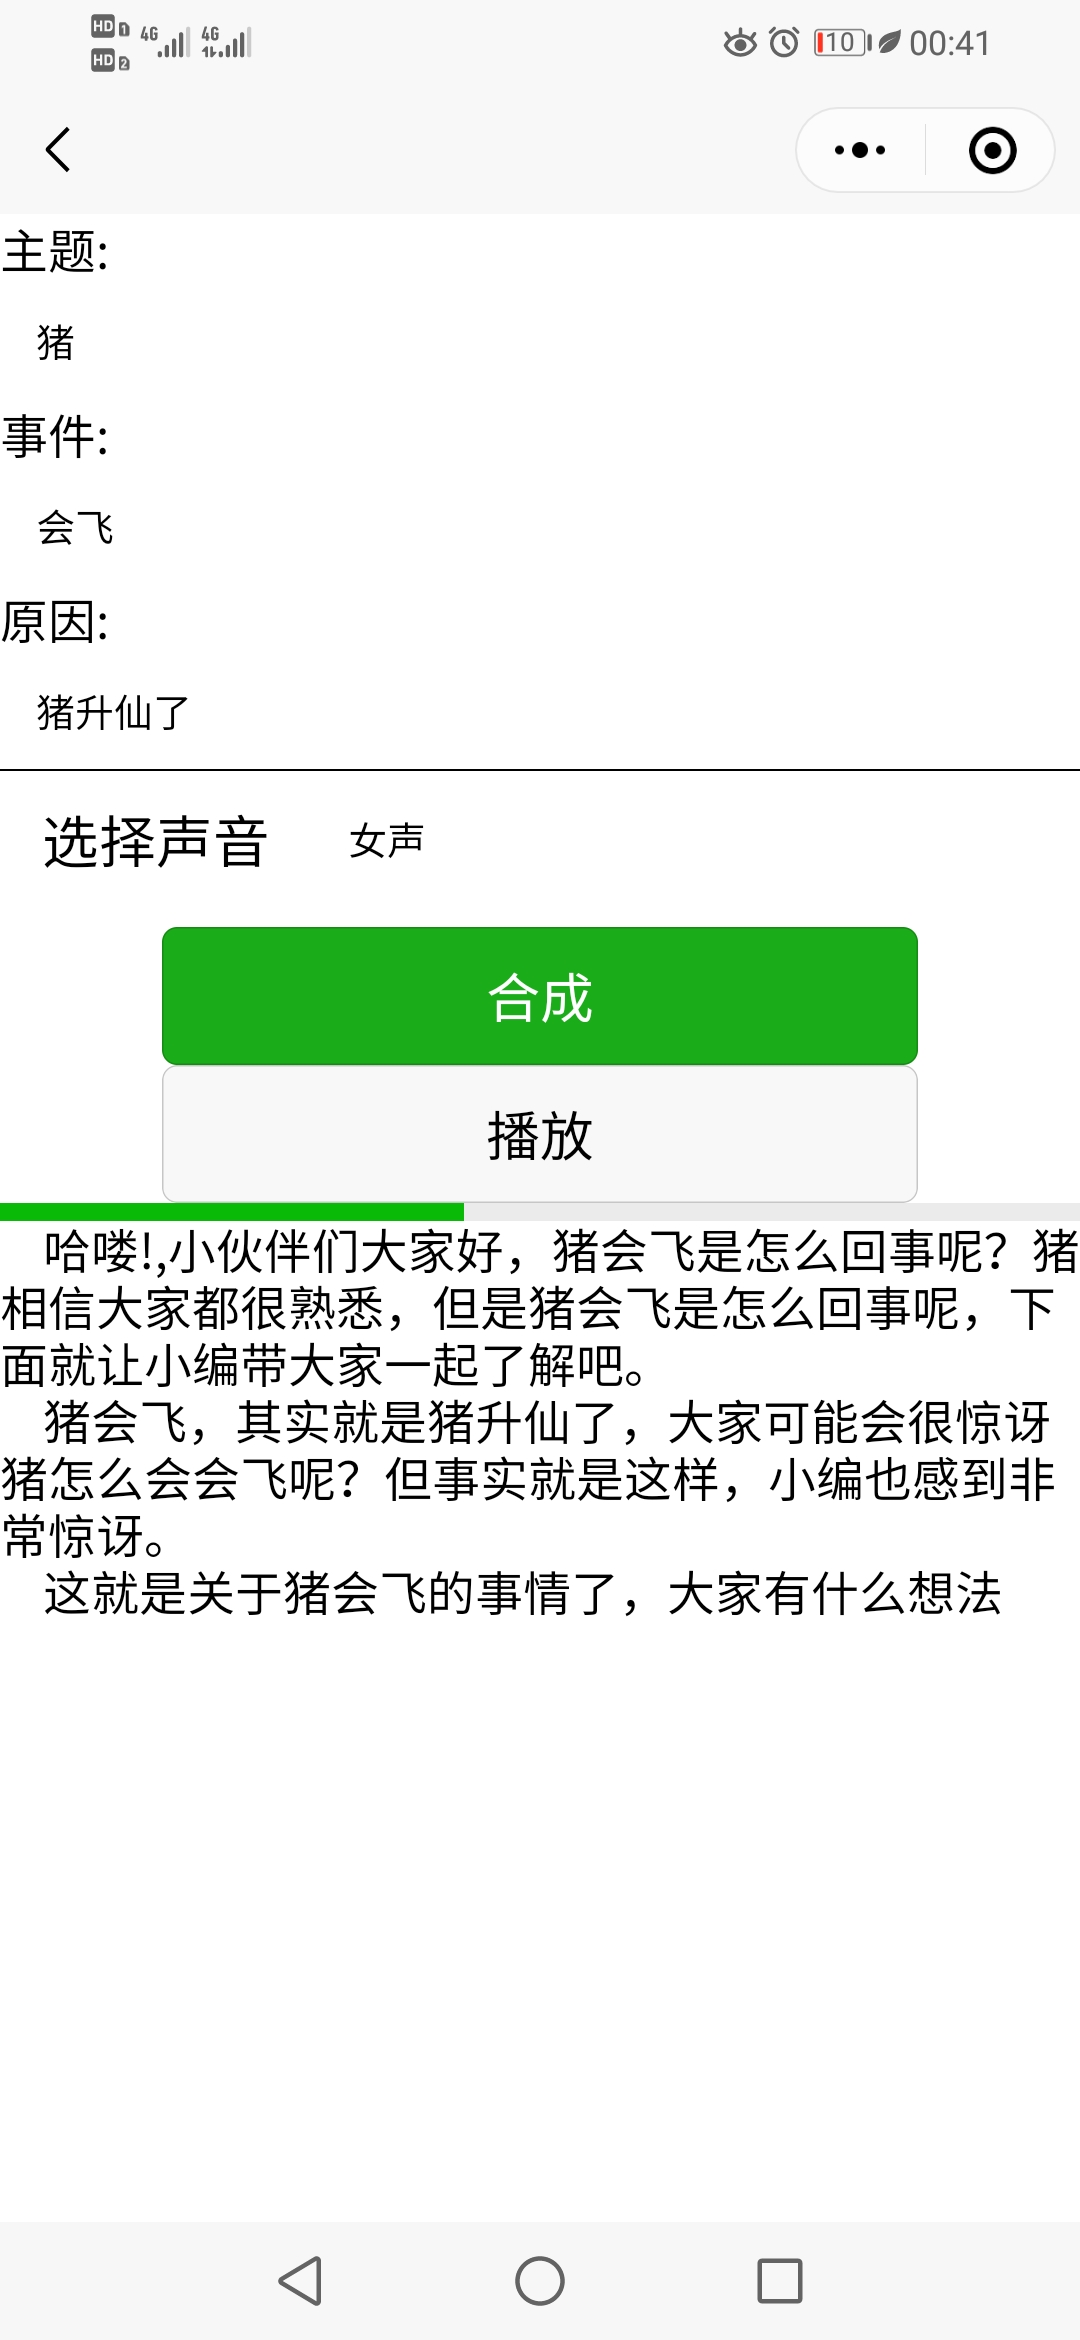 HD 1 4G 4G 10 00:41
HD 2
主题:
猪
事件:
会飞
原因:
猪升仙了
选择声音 女声
合成
播放
哈喽!,小伙伴们大家好，猪会飞是怎么回事呢？猪
相信大家都很熟悉，但是猪会飞是怎么回事呢，下
面就让小编带大家一起了解吧。
猪会飞，其实就是猪升仙了，大家可能会很惊讶
猪怎么会会飞呢？但事实就是这样，小编也感到非
常惊讶。
这就是关于猪会飞的事情了，大家有什么想法